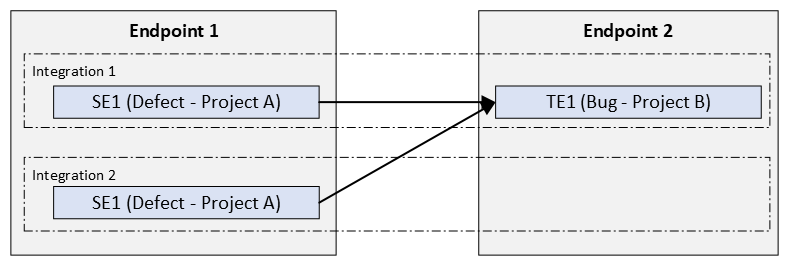 Endpoint 1
Endpoint 2
Integration 1
SE1 (Defect - Project A)
TE1 (Bug - Project B)
Integration 2
SE1 (Defect - Project A)